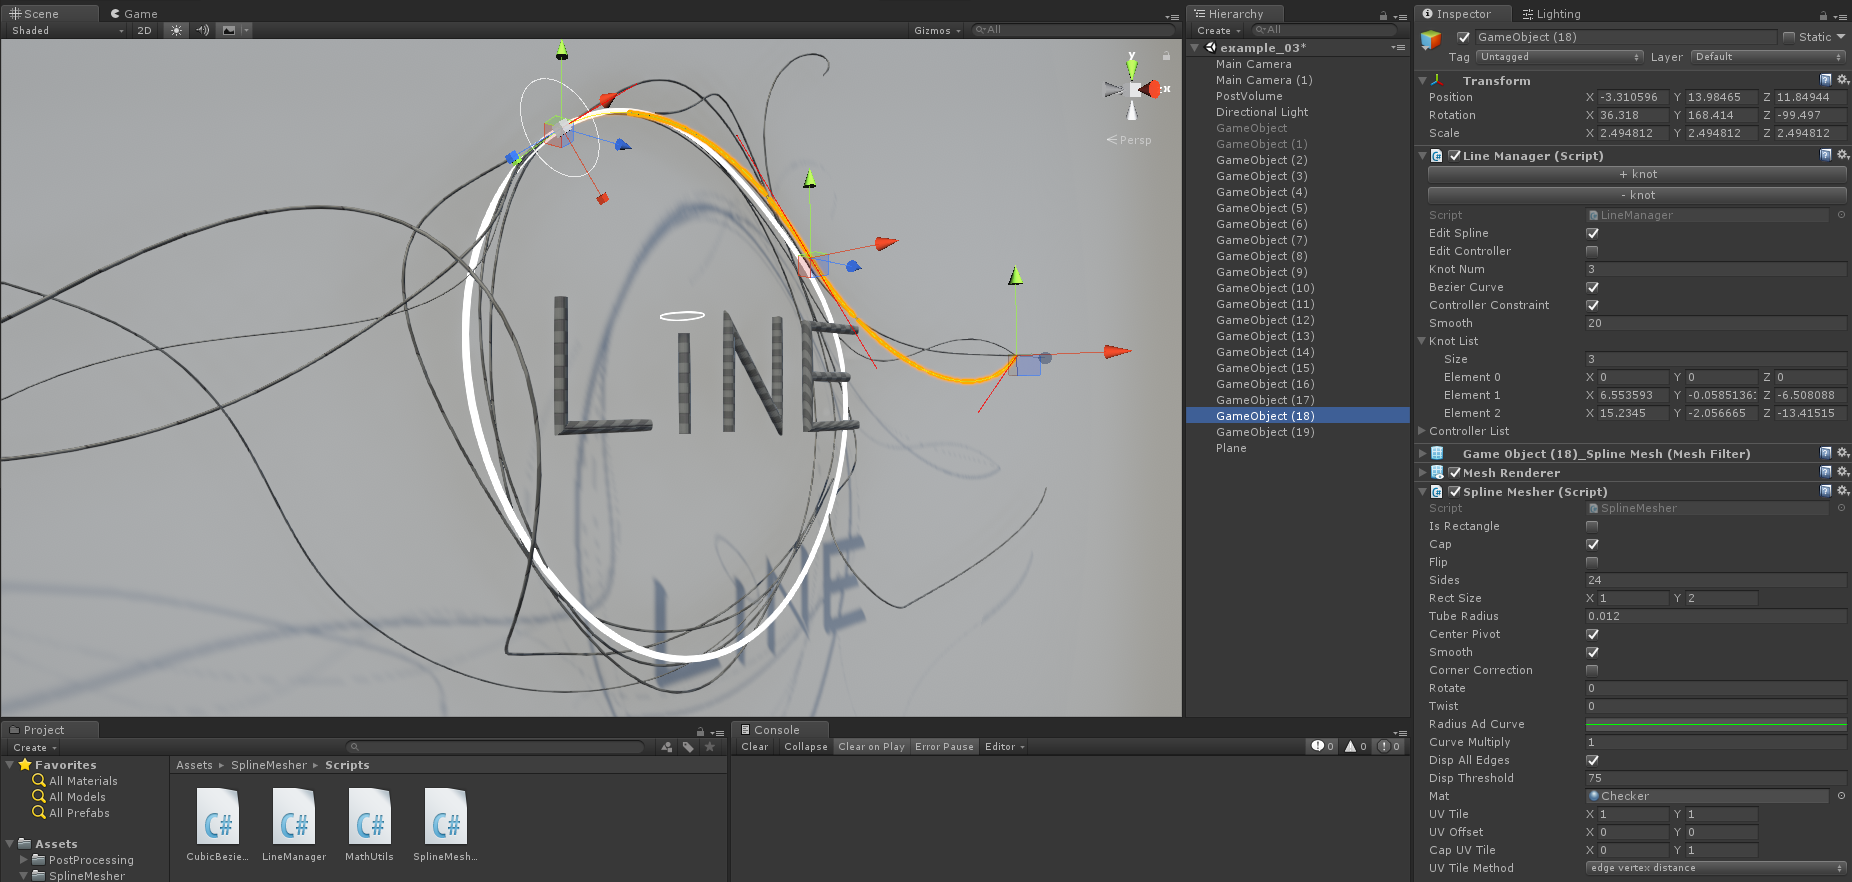 Scene
Game
Shaded
2D
Gizmos
All
y
x
Persp
LiNE
LINE
Hierarchy
Create
All
example_03*
Main Camera
Main Camera (1)
PostVolume
Directional Light
GameObject
GameObject (1)
GameObject (2)
GameObject (3)
GameObject (4)
GameObject (5)
GameObject (6)
GameObject (7)
GameObject (8)
GameObject (9)
GameObject (10)
GameObject (11)
GameObject (12)
GameObject (13)
GameObject (14)
GameObject (15)
GameObject (16)
GameObject (17)
GameObject (18)
GameObject (19)
Plane
Inspector
Lighting
GameObject (18)
Static
Tag Untagged Layer Default
Transform
Position X -3.310596 Y 13.98465 Z 11.84944
Rotation X 36.318 Y 168.414 Z -99.497
Scale X 2.494812 Y 2.494812 Z 2.494812
Line Manager (Script)
+ knot
- knot
Script LineManager
Edit Spline
Edit Controller
Knot Num 3
Bezier Curve
Controller Constraint
Smooth 20
Knot List
Size 3
Element 0 X 0 Y 0 Z 0
Element 1 X 6.553593 Y -0.0585136 Z -6.508088
Element 2 X 15.2345 Y -2.056665 Z -13.41515
Controller List
Game Object (18)_Spline Mesh (Mesh Filter)
Mesh Renderer
Spline Mesher (Script)
Script SplineMesher
Is Rectangle
Cap
Flip
Sides 24
Rect Size X 1 Y 2
Tube Radius 0.012
Center Pivot
Smooth
Corner Correction
Rotate 0
Twist 0
Radius Ad Curve
Curve Multiply 1
Disp All Edges
Disp Threshold 75
Mat Checker
UV Tile X 1 Y 1
UV Offset X 0 Y 0
Cap UV Tile X 0 Y 1
UV Tile Method edge vertex distance
Project
Create
Favorites
All Materials
All Models
All Prefabs
Assets
PostProcessing
SplineMesher
Assets SplineMesher Scripts
C# C# C# C#
CubicBezie... LineManager MathUtils SplineMesh...
Console
Clear Collapse Clear on Play Error Pause Editor 0 0 0